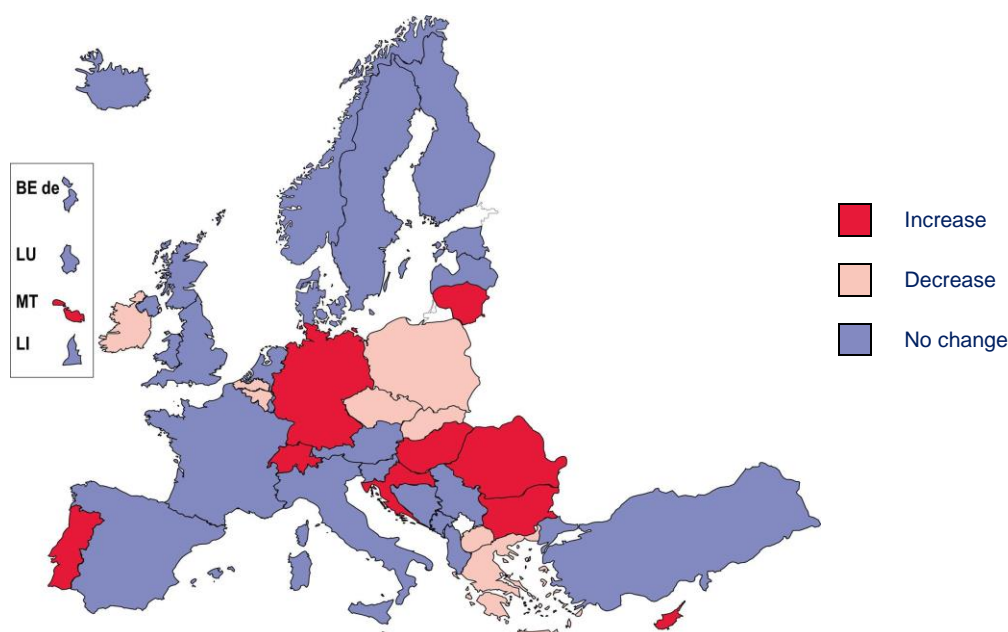 BE de
LU
MT
LI
Increase
Decrease
No change